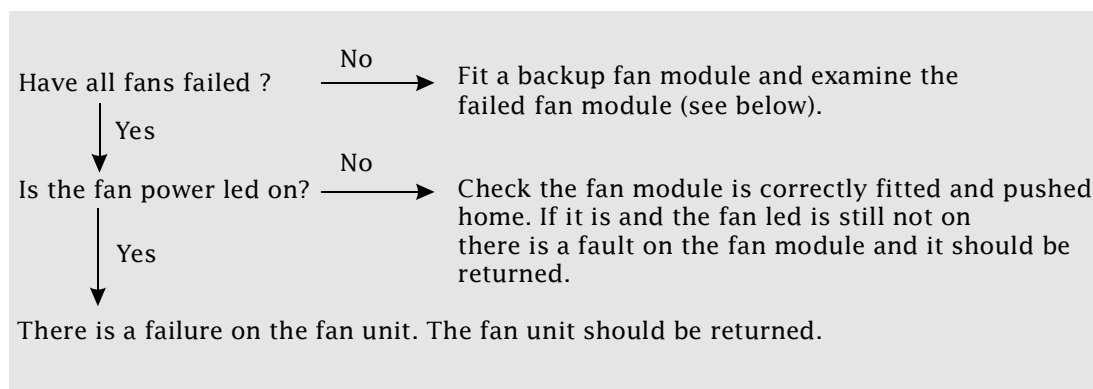 No
Have all fans failed ?
Fit a backup fan module and examine the
failed fan module (see below).
Yes
No
Is the fan power led on?
Check the fan module is correctly fitted and pushed
home. If it is and the fan led is still not on
there is a fault on the fan module and it should be
returned.
Yes
There is a failure on the fan unit. The fan unit should be returned.